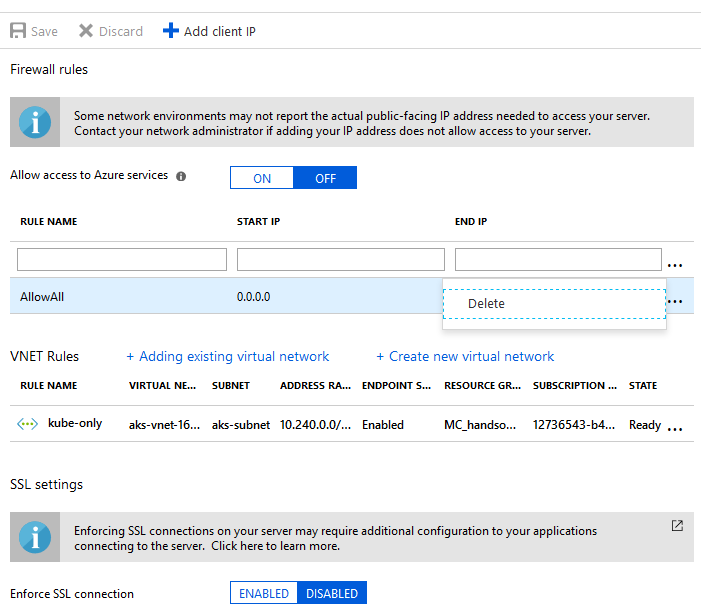 Save Discard Add client IP
Firewall rules
Some network environments may not report the actual public-facing IP address needed to access your server.
Contact your network administrator if adding your IP address does not allow access to your server.
Allow access to Azure services ON OFF
RULE NAME START IP END IP
...
AllowAll 0.0.0.0 ...
Delete
VNET Rules + Adding existing virtual network + Create new virtual network
RULE NAME VIRTUAL NE... SUBNET ADDRESS RA... ENDPOINT S... RESOURCE GR... SUBSCRIPTION ... STATE
kube-only aks-vnet-16... aks-subnet 10.240.0.0/... Enabled MC_handso... 12736543-b4... Ready ...
SSL settings
Enforcing SSL connections on your server may require additional configuration to your applications
connecting to the server. Click here to learn more.
Enforce SSL connection ENABLED DISABLED